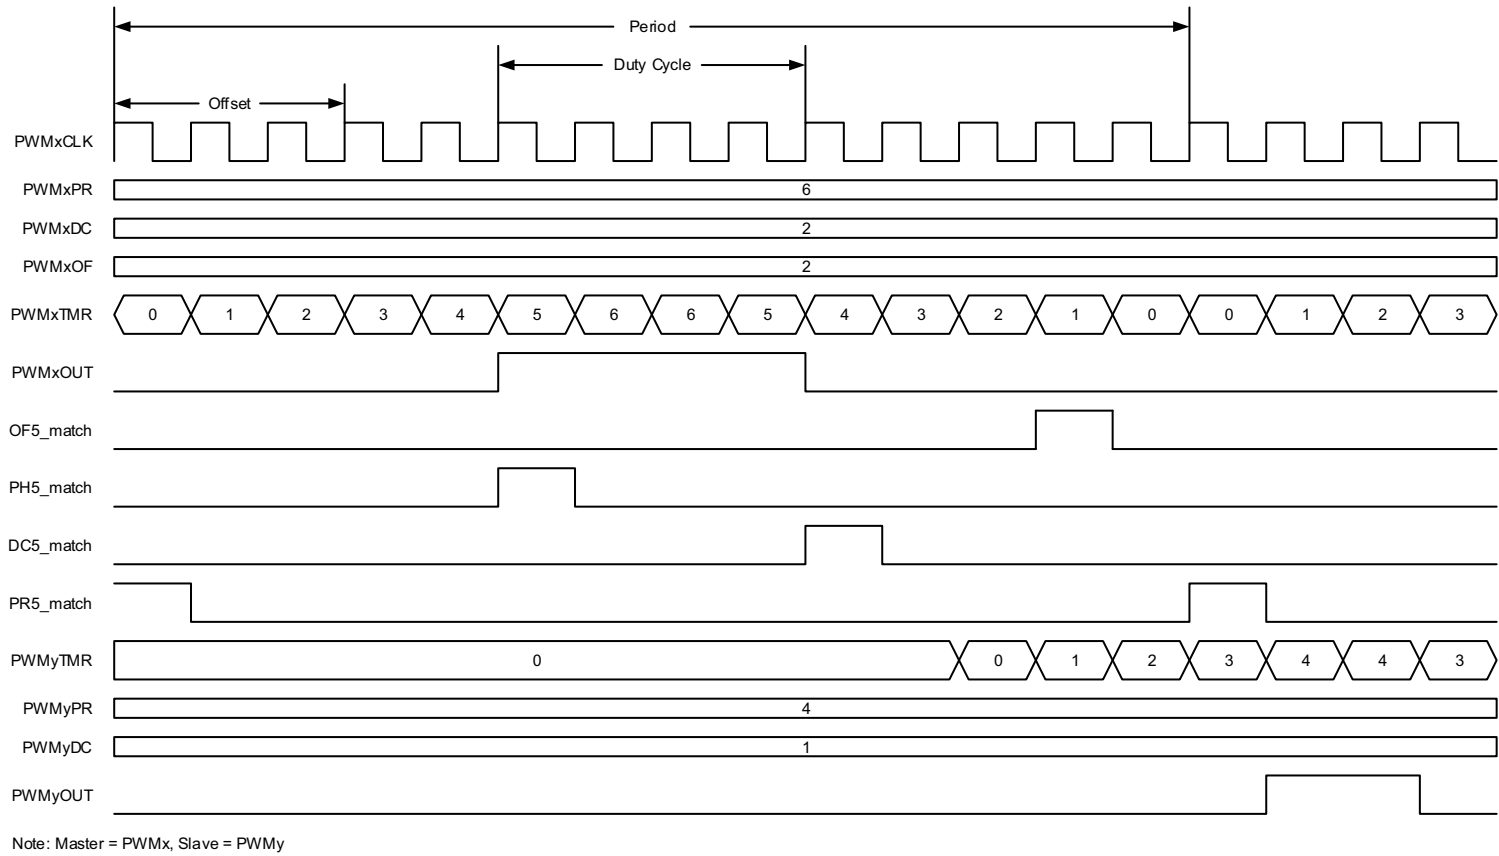 Period
Duty Cycle
Offset
PWMxCLK
PWMxPR 6
PWMxDC 2
PWMxOF 2
PWMxTMR 0 1 2 3 4 5 6 6 5 4 3 2 1 0 0 1 2 3
PWMxOUT
OF5_match
PH5_match
DC5_match
PR5_match
PWMyTMR 0 0 1 2 3 4 4 3
PWMyPR 4
PWMyDC 1
PWMyOUT
Note: Master = PWMx, Slave = PWMy